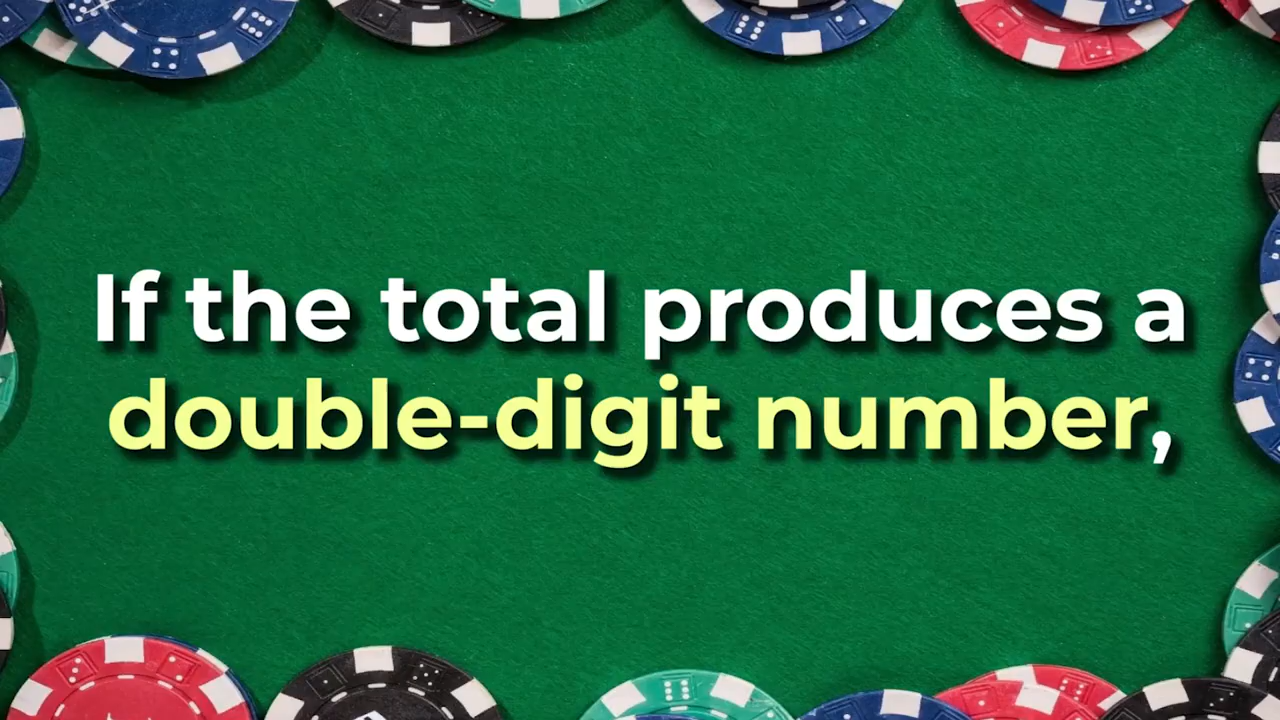 If the total produces a
double-digit number,